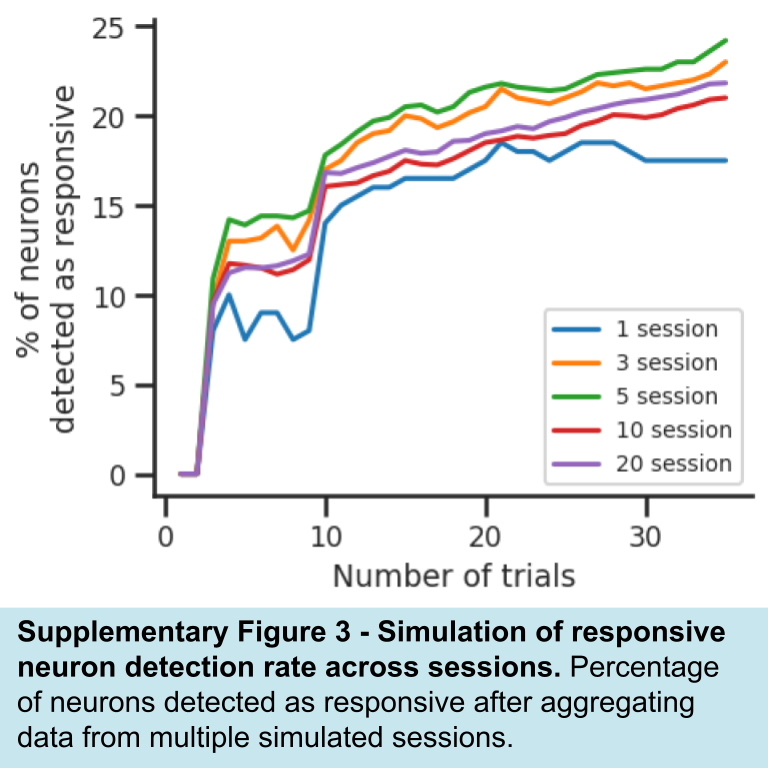 25
20
15
10
5
0
% of neurons
detected as responsive
1 session
3 session
5 session
10 session
20 session
0 10 20 30
Number of trials
Supplementary Figure 3 - Simulation of responsive
neuron detection rate across sessions. Percentage
of neurons detected as responsive after aggregating
data from multiple simulated sessions.